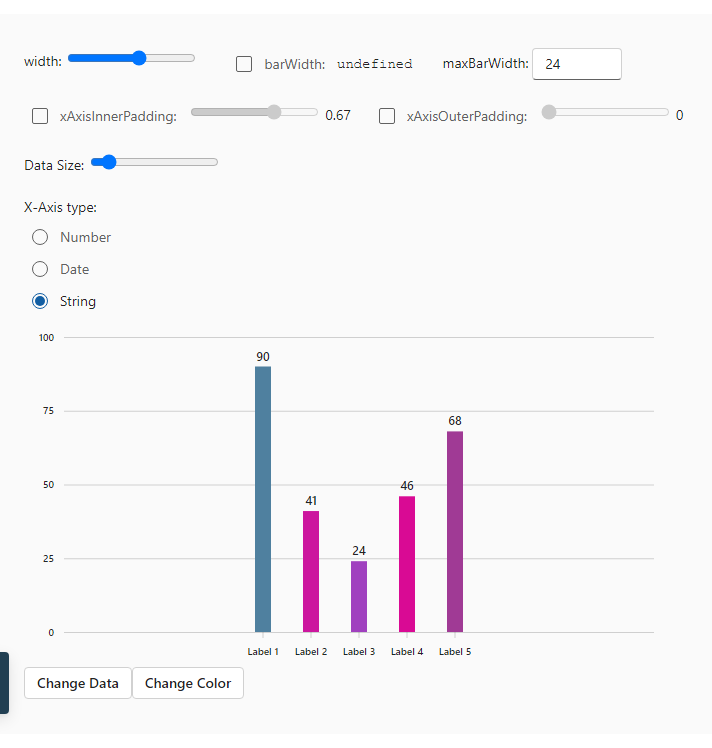 width: barWidth: undefined maxBarWidth: 24
xAxisInnerPadding: 0.67 xAxisOuterPadding: 0
Data Size:
X-Axis type:
Number
Date
String
100
90
75
68
50
46
41
25
24
0
Label 1 Label 2 Label 3 Label 4 Label 5
Change Data Change Color